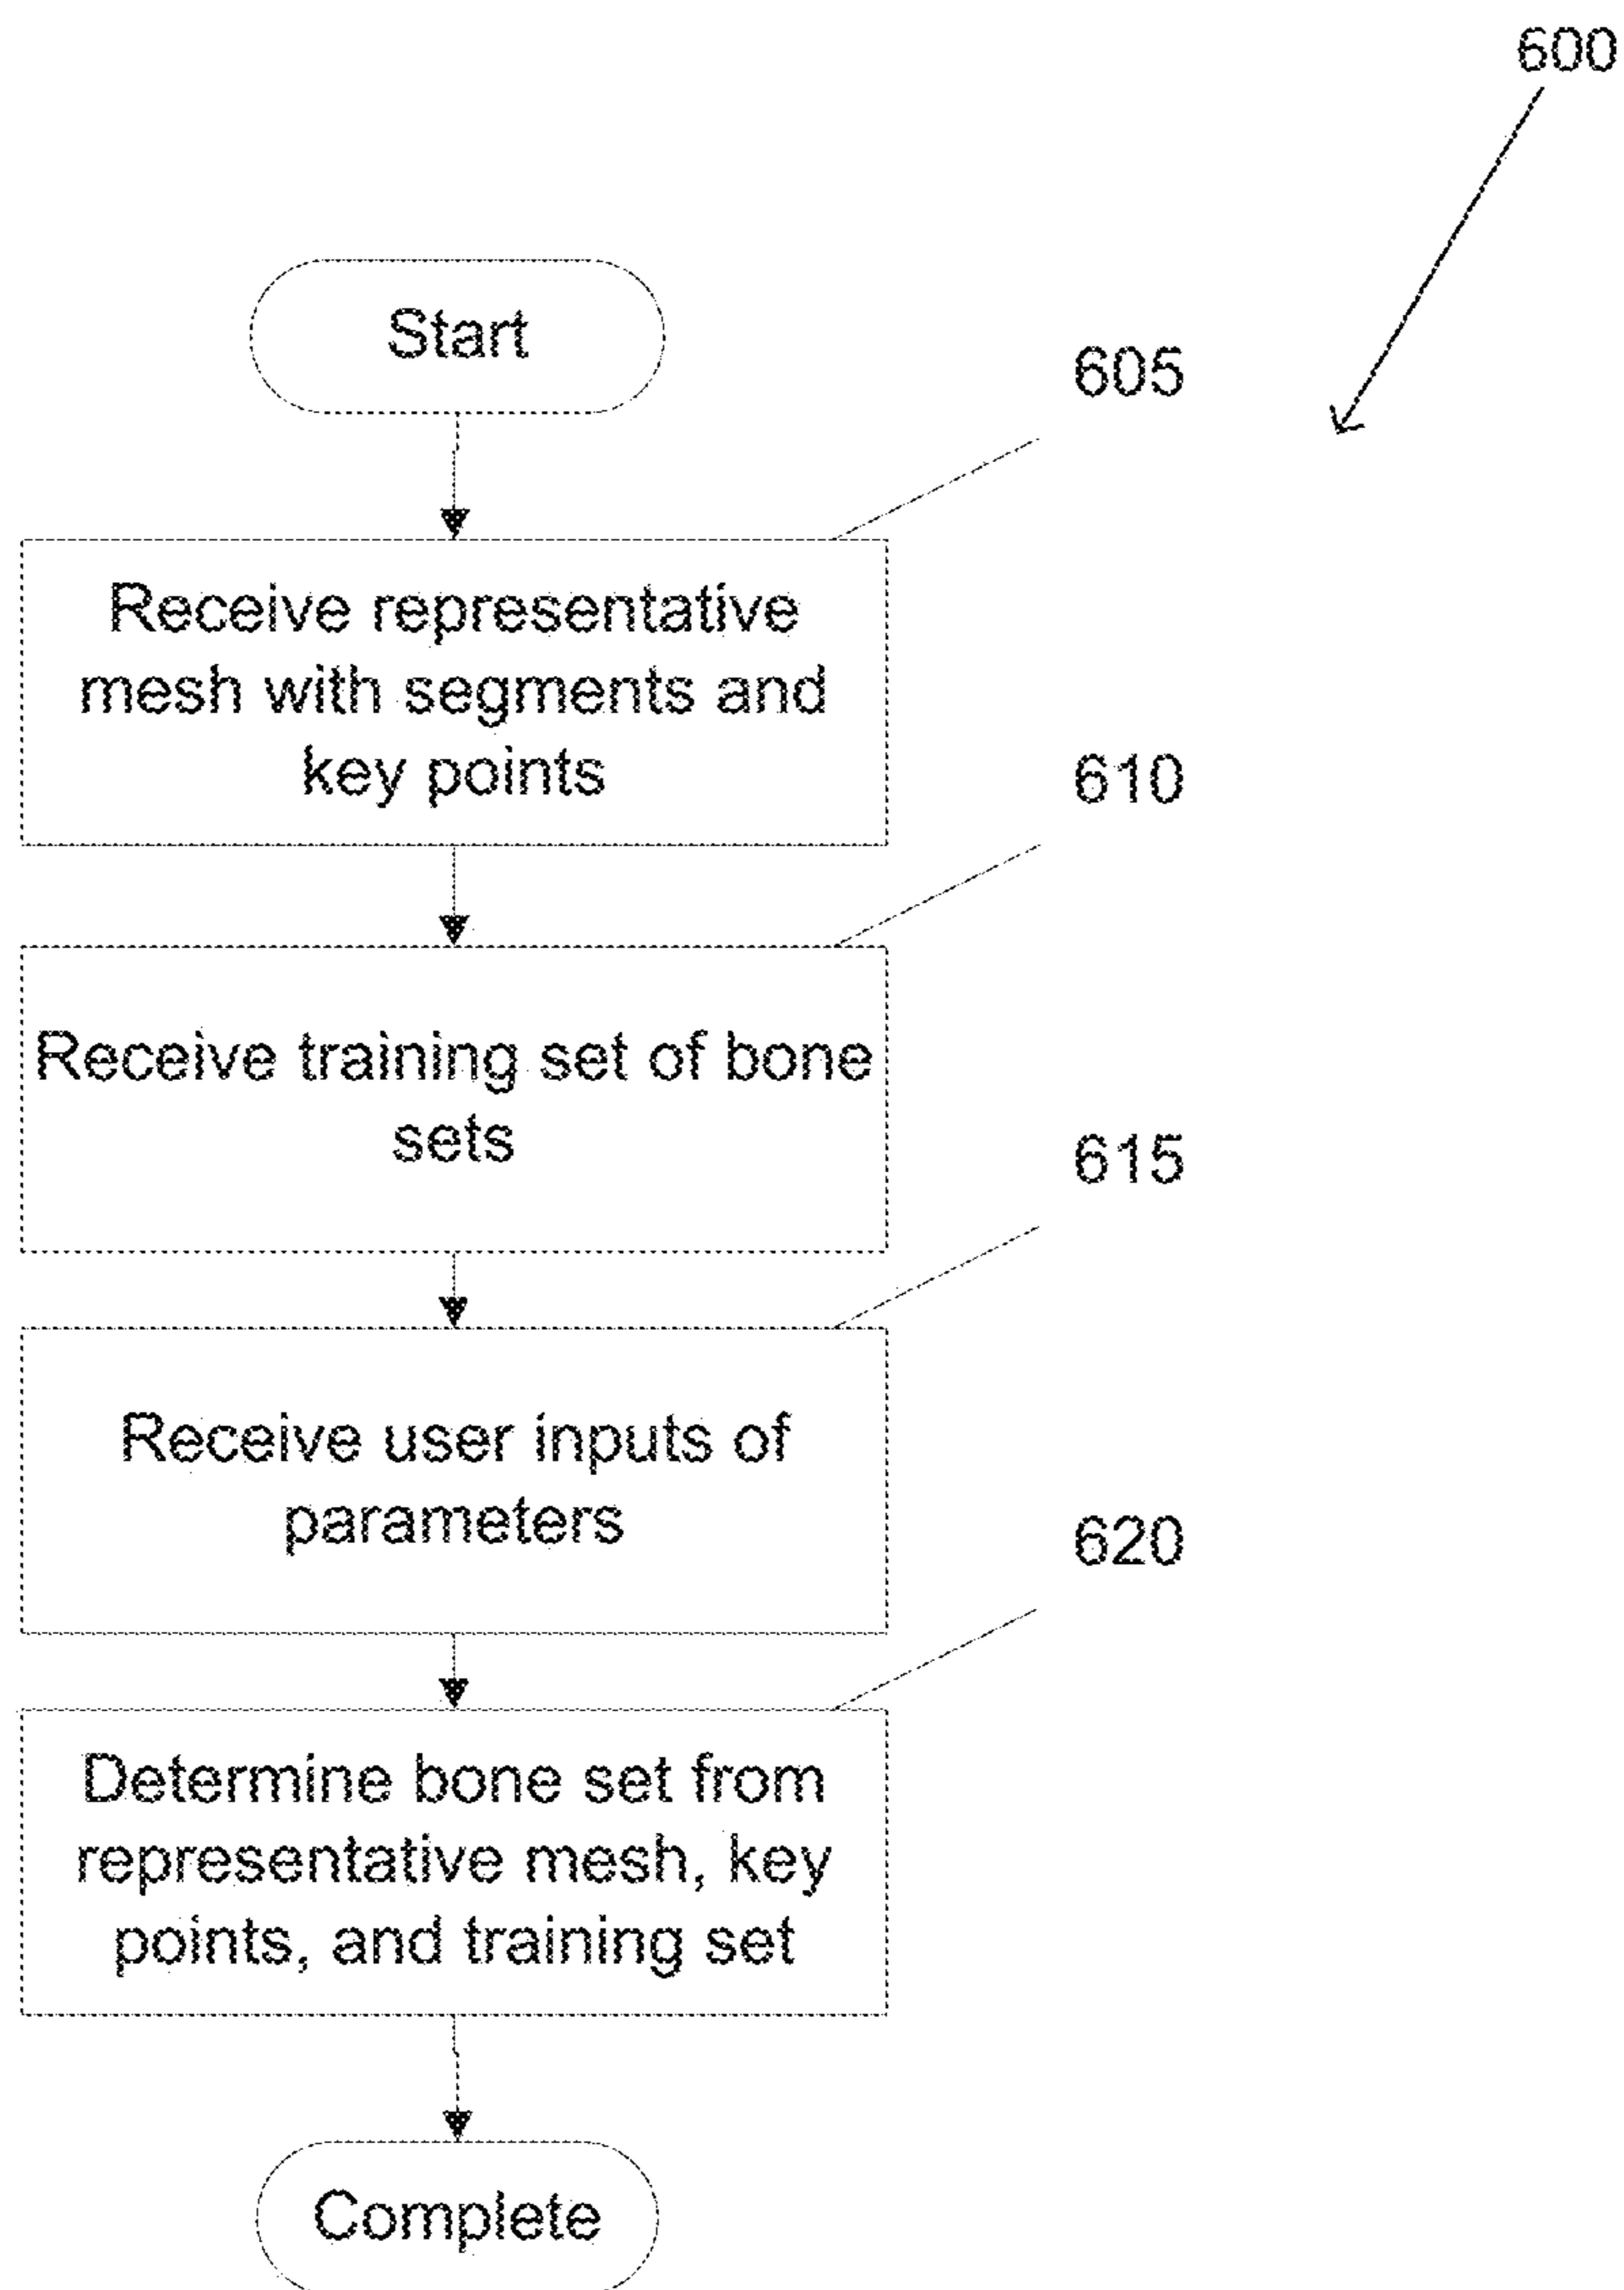 600
Start
605
Receive representative
mesh with segments and
key points
610
Receive training set of bone
sets
615
Receive user inputs of
parameters
620
Determine bone set from
representative mesh, key
points, and training set
Complete